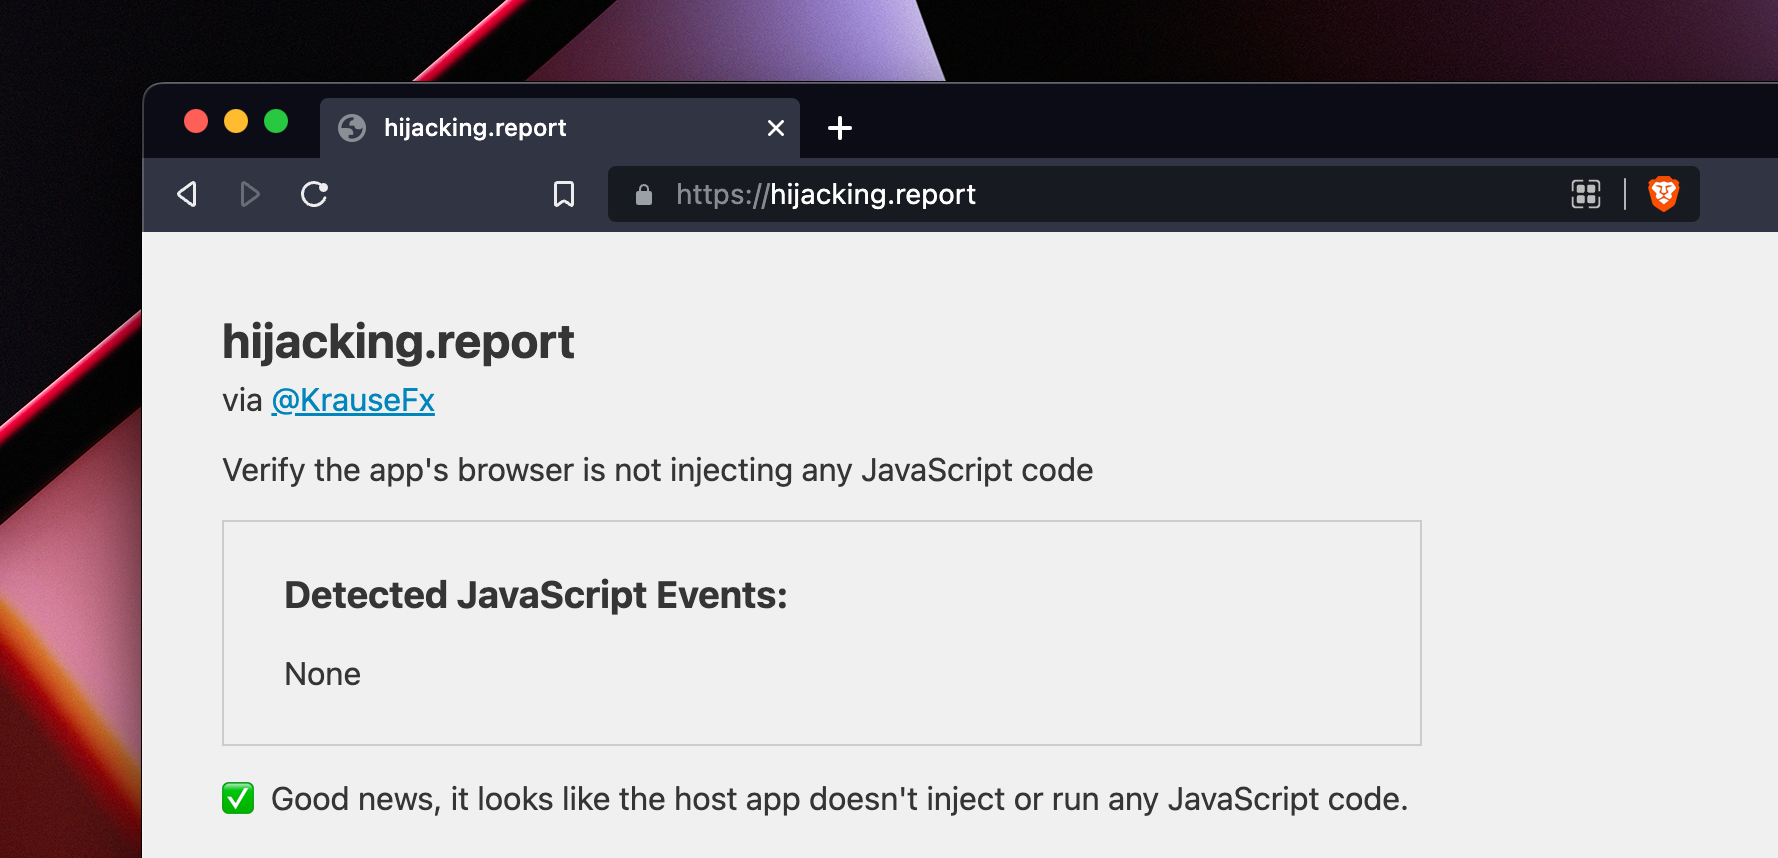 hijacking.report
https://hijacking.report
hijacking.report
via @KrauseFx
Verify the app's browser is not injecting any JavaScript code
Detected JavaScript Events:
None
✅ Good news, it looks like the host app doesn't inject or run any JavaScript code.